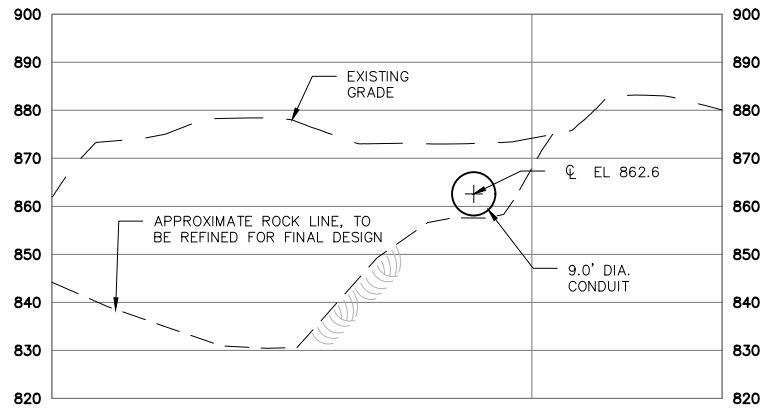 900 900
890 890
EXISTING
GRADE
880 880
870 870
℄ EL 862.6
860 860
APPROXIMATE ROCK LINE, TO
BE REFINED FOR FINAL DESIGN
850 850
9.0' DIA.
CONDUIT
840 840
830 830
820 820